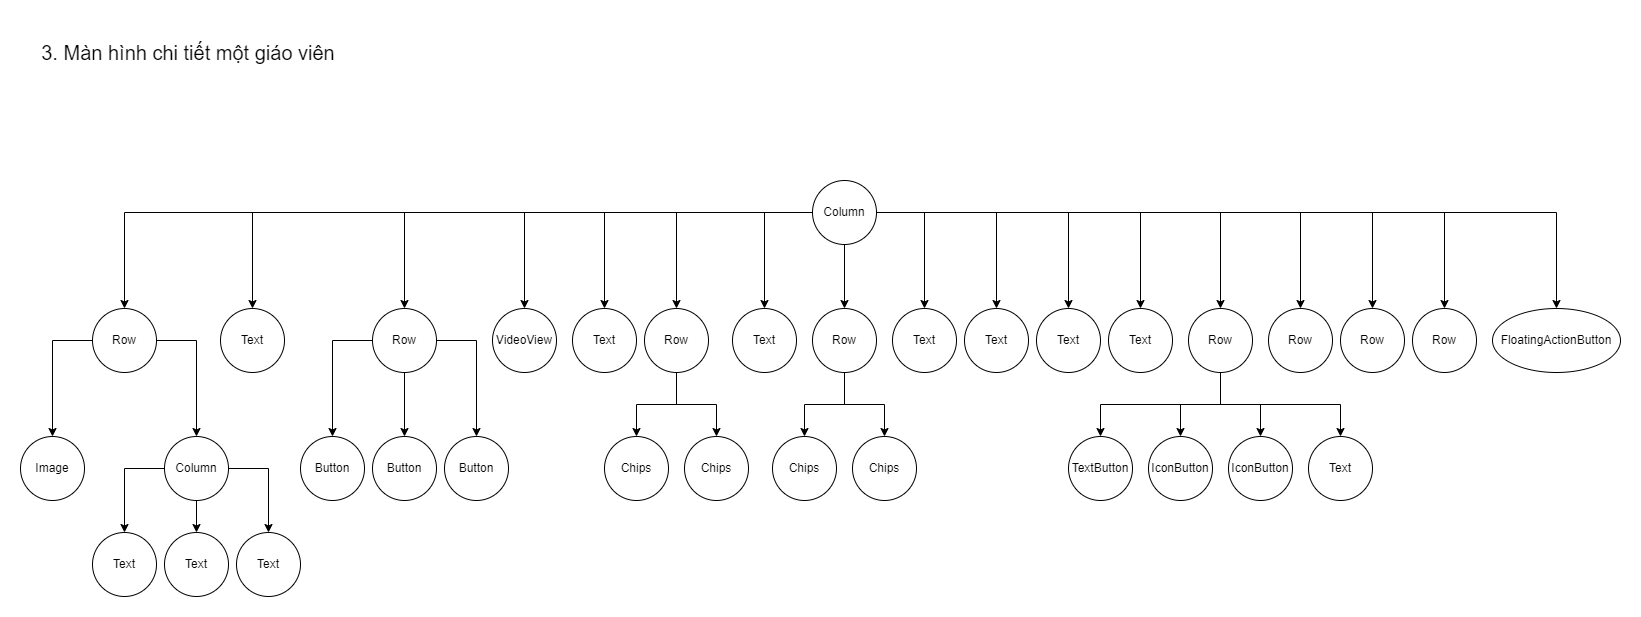 3. Màn hình chi tiết một giáo viên
Column
Row
Text
Row
VideoView
Text
Row
Text
Row
Text
Text
Text
Text
Row
Row
Row
Row
FloatingActionButton
Image
Column
Button
Button
Button
Chips
Chips
Chips
Chips
TextButton
IconButton
IconButton
Text
Text
Text
Text